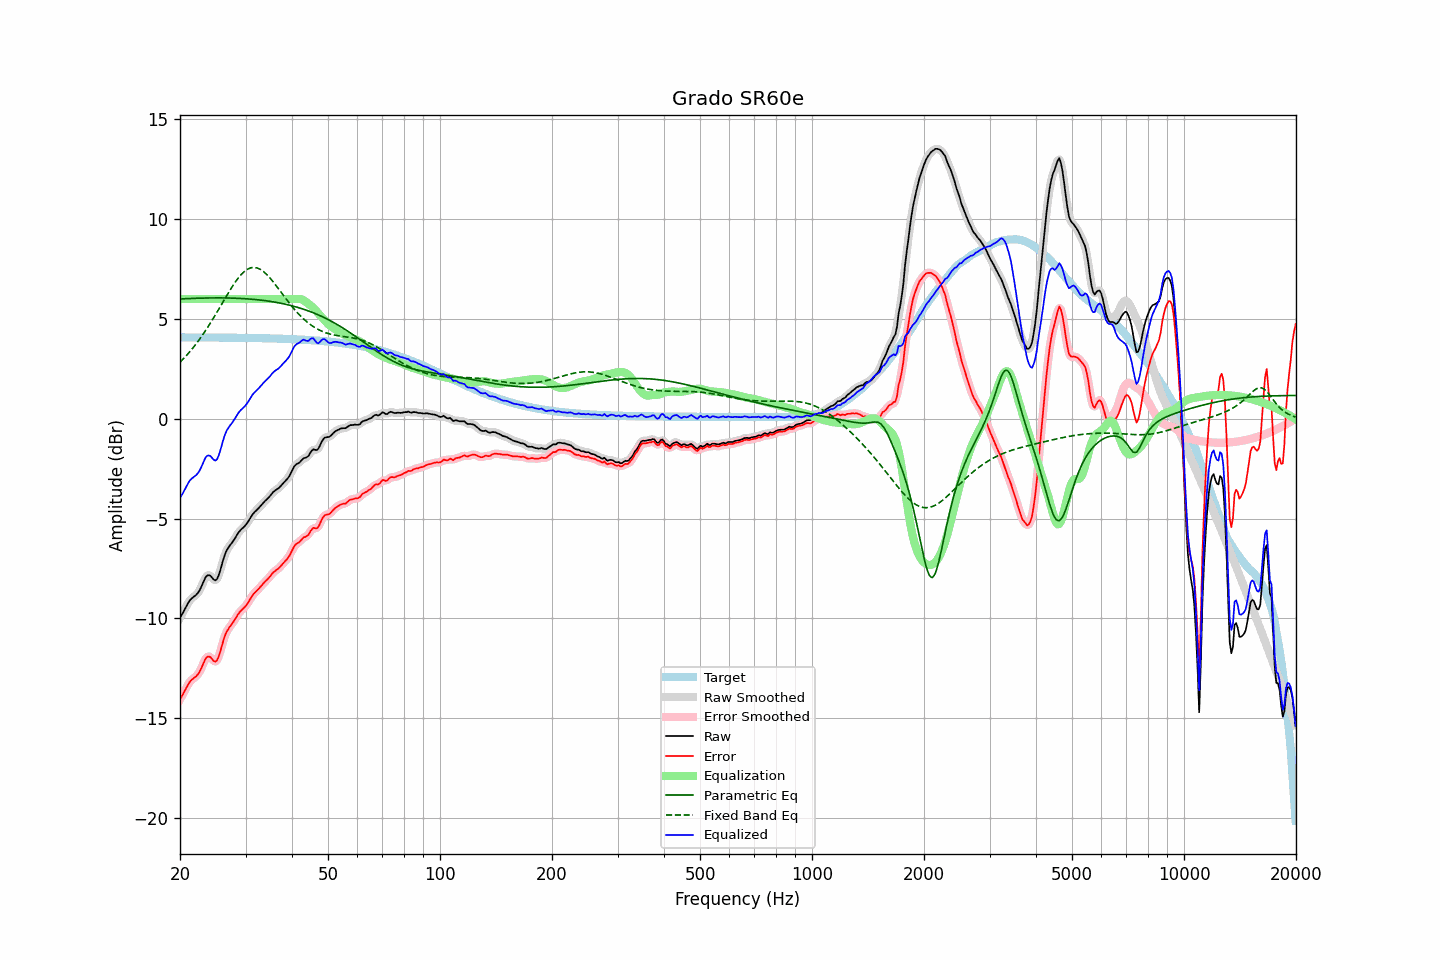 Grado SR60e
15
10
5
0
−5
−10
−15
−20
Amplitude (dBr)
Target
Raw Smoothed
Error Smoothed
Raw
Error
Equalization
Parametric Eq
Fixed Band Eq
Equalized
20 50 100 200 500 1000 2000 5000 10000 20000
Frequency (Hz)